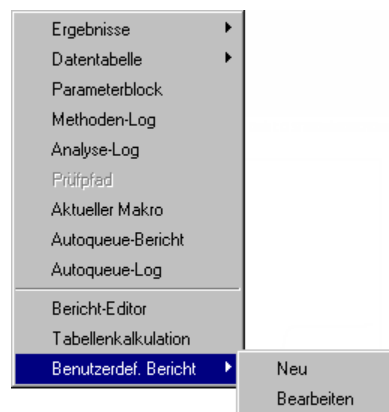 Ergebnisse
Datentabelle
Parameterblock
Methoden-Log
Analyse-Log
Prüfpfad
Aktueller Makro
Autoqueue-Bericht
Autoqueue-Log
Bericht-Editor
Tabellenkalkulation
Benutzerdef. Bericht
Neu
Bearbeiten